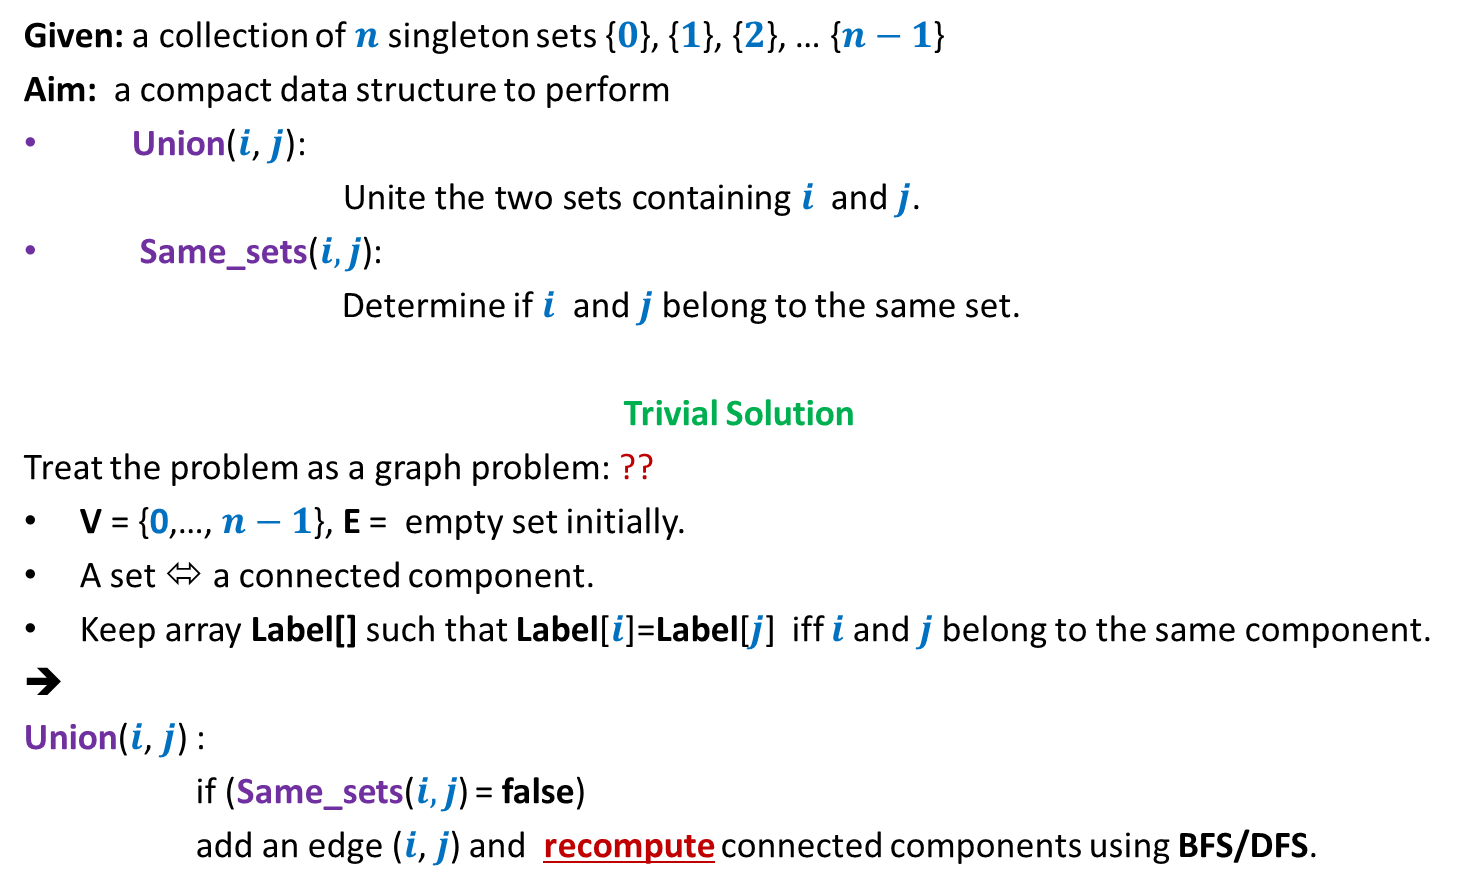 Given: a collection of n singleton sets {0}, {1}, {2}, … {n − 1}
Aim: a compact data structure to perform
• Union(i, j):
Unite the two sets containing i and j.
• Same_sets(i, j):
Determine if i and j belong to the same set.
Trivial Solution
Treat the problem as a graph problem: ??
• V = {0,…, n − 1}, E = empty set initially.
• A set ⬄ a connected component.
• Keep array Label[] such that Label[i]=Label[j] iff i and j belong to the same component.
➔
Union(i, j) :
if (Same_sets(i, j) = false)
add an edge (i, j) and recompute connected components using BFS/DFS.